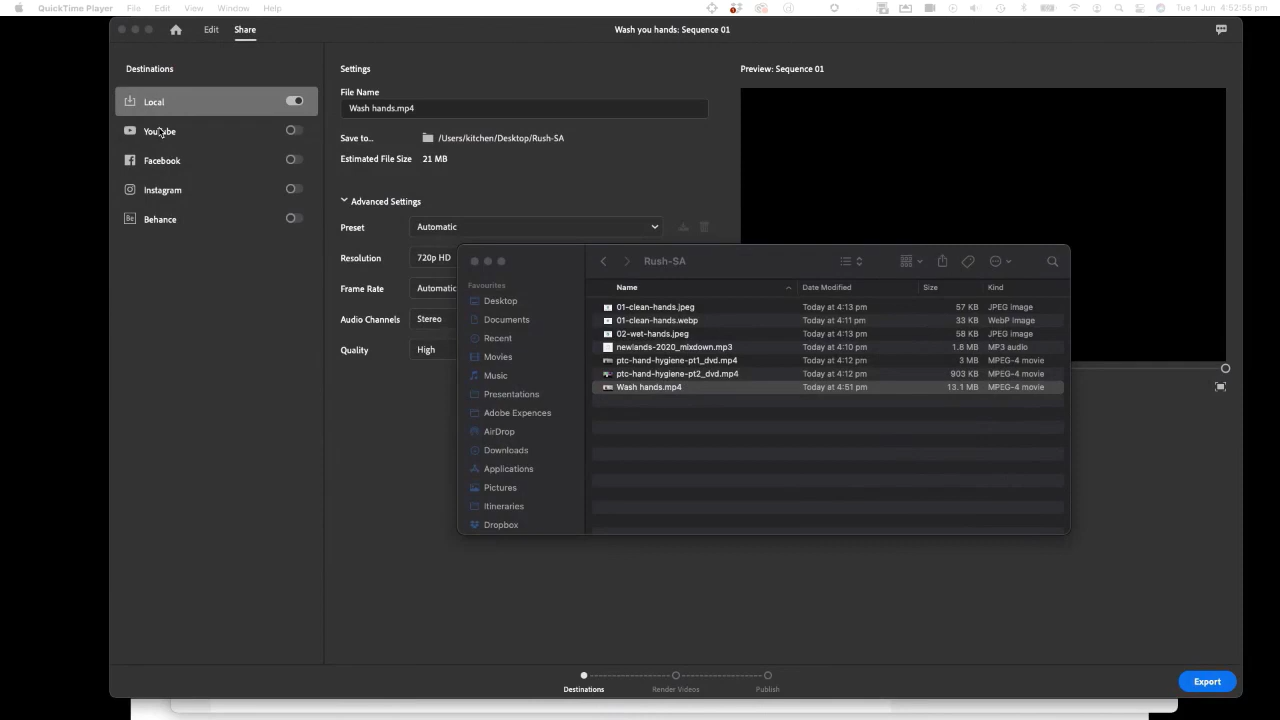 QuickTime Player File Edit View Window Help Tue 1 Jun 4:52:56 pm
Edit Share Wash you hands: Sequence 01
Destinations
Local
Youtube
Facebook
Instagram
Be Behance
Settings
File Name
Wash hands.mp4
Save to.. /Users/kitchen/Desktop/Rush-SA
Estimated File Size 21 MB
Advanced Settings
Preset Automatic
Resolution 720p HD
Frame Rate Automatic
Audio Channels Stereo
Quality High
Preview: Sequence 01
Rush-SA
Favourites
Desktop
Documents
Recent
Movies
Music
Presentations
Adobe Expences
AirDrop
Downloads
Applications
Pictures
Itineraries
Dropbox
Name Date Modified Size Kind
01-clean-hands.jpeg Today at 4:13 pm 57 KB JPEG image
01-clean-hands.webp Today at 4:11 pm 33 KB WebP Image
02-wet-hands.jpeg Today at 4:13 pm 58 KB JPEG image
newlands-2020_mixdown.mp3 Today at 4:10 pm 1.8 MB MP3 audio
ptc-hand-hygiene-pt1_dvd.mp4 Today at 4:12 pm 3 MB MPEG-4 movie
ptc-hand-hygiene-pt2_dvd.mp4 Today at 4:12 pm 903 KB MPEG-4 movie
Wash hands.mp4 Today at 4:51 pm 13.1 MB MPEG-4 movie
Destinations Render Videos Publish
Export